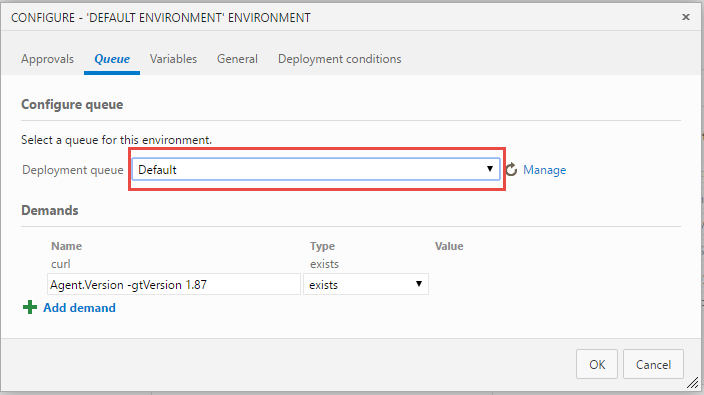 CONFIGURE - 'DEFAULT ENVIRONMENT' ENVIRONMENT
Approvals Queue Variables General Deployment conditions
Configure queue
Select a queue for this environment.
Deployment queue Default Manage
Demands
Name Type Value
curl exists
Agent.Version -gtVersion 1.87 exists
Add demand
OK Cancel